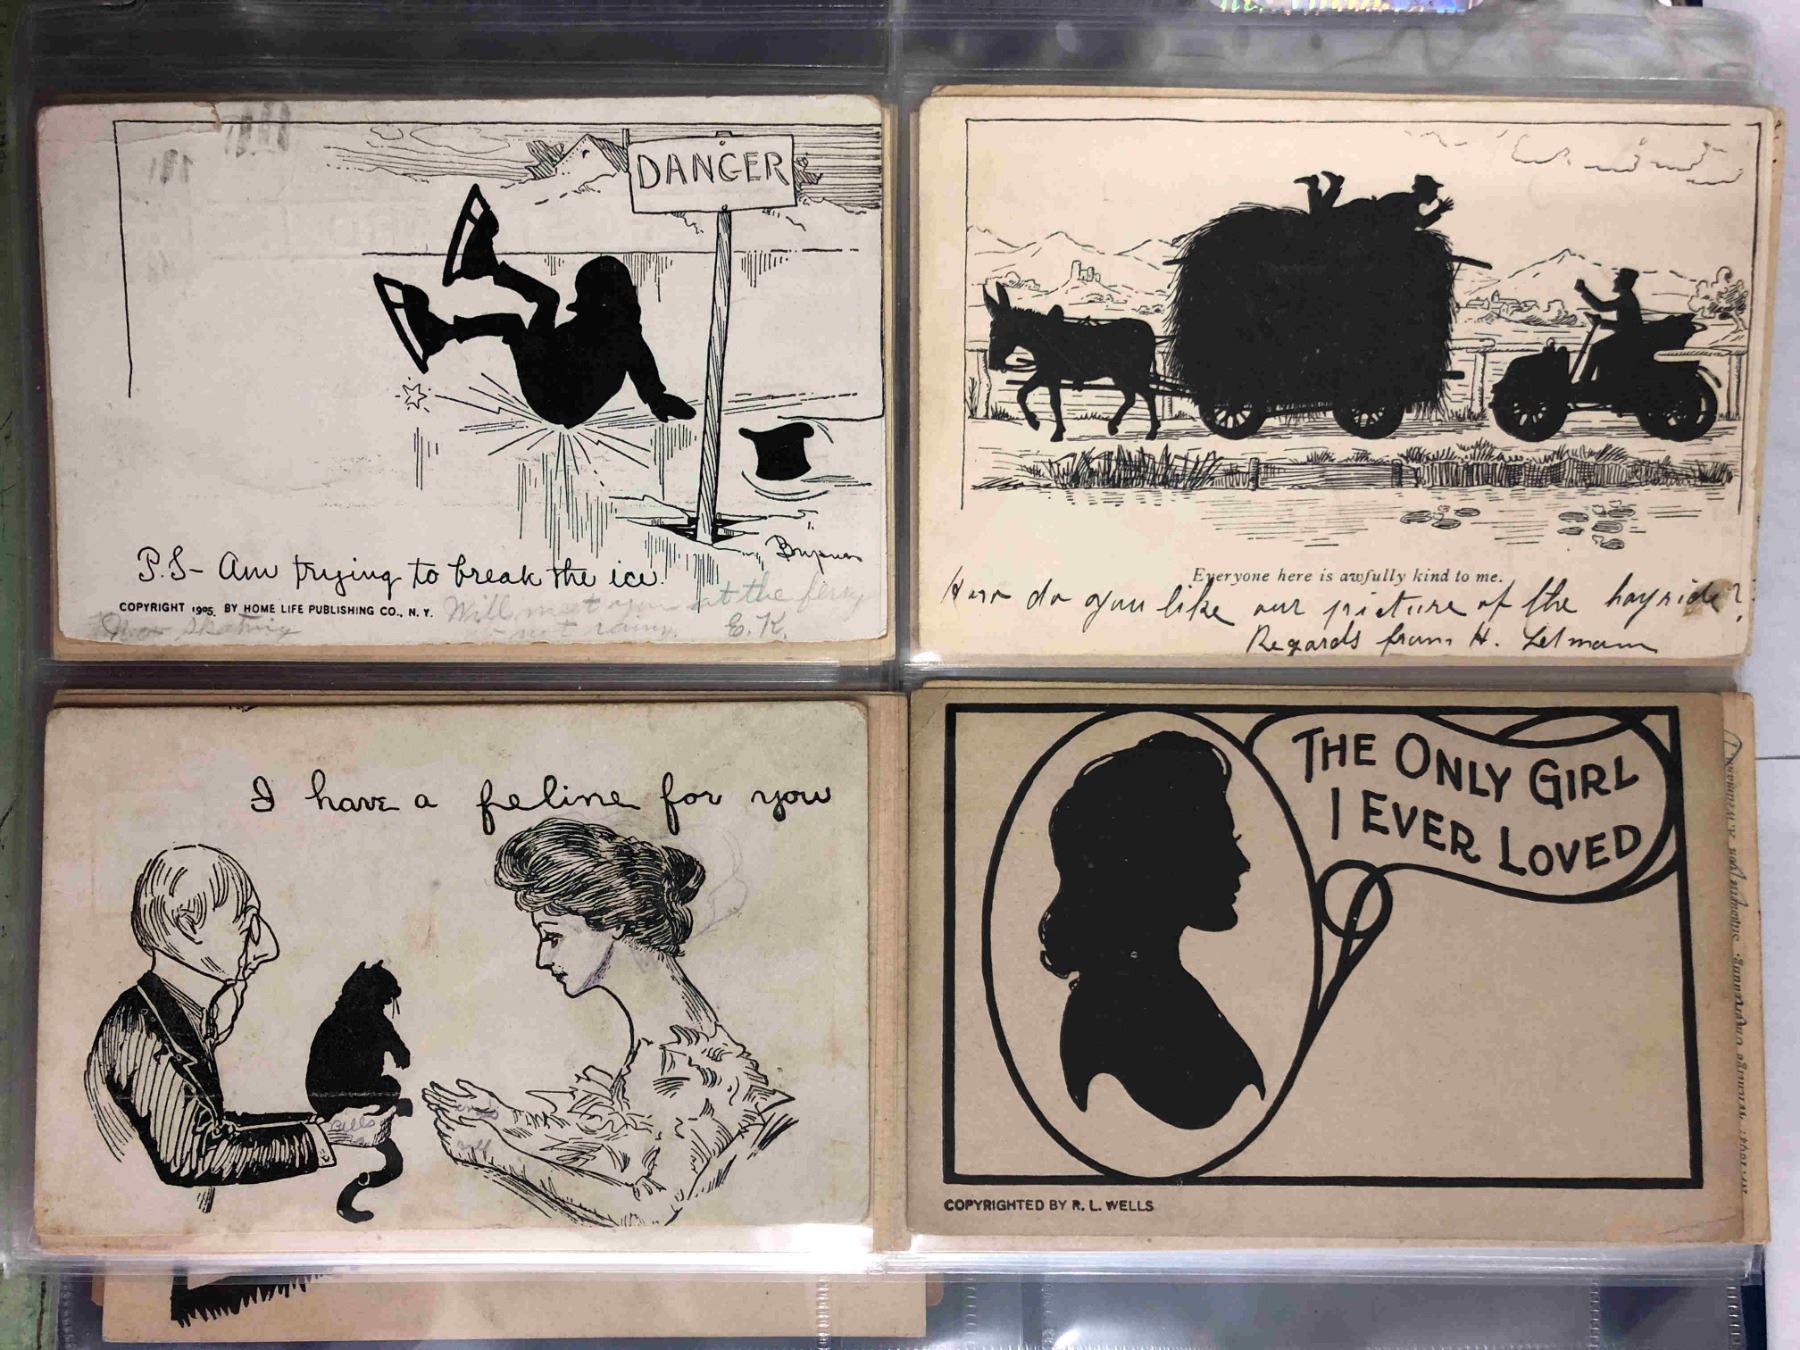 DANGER
P.S- Am trying to break the ice.
COPYRIGHT 1905, BY HOME LIFE PUBLISHING CO., N. Y.
Will meet you at the ferry
skating not rainy. E. K.
Everyone here is awfully kind to me.
How do you like our picture of the hayride?
Regards from H.
I have a feline for you
THE ONLY GIRL
I EVER LOVED
COPYRIGHTED BY R. L. WELLS